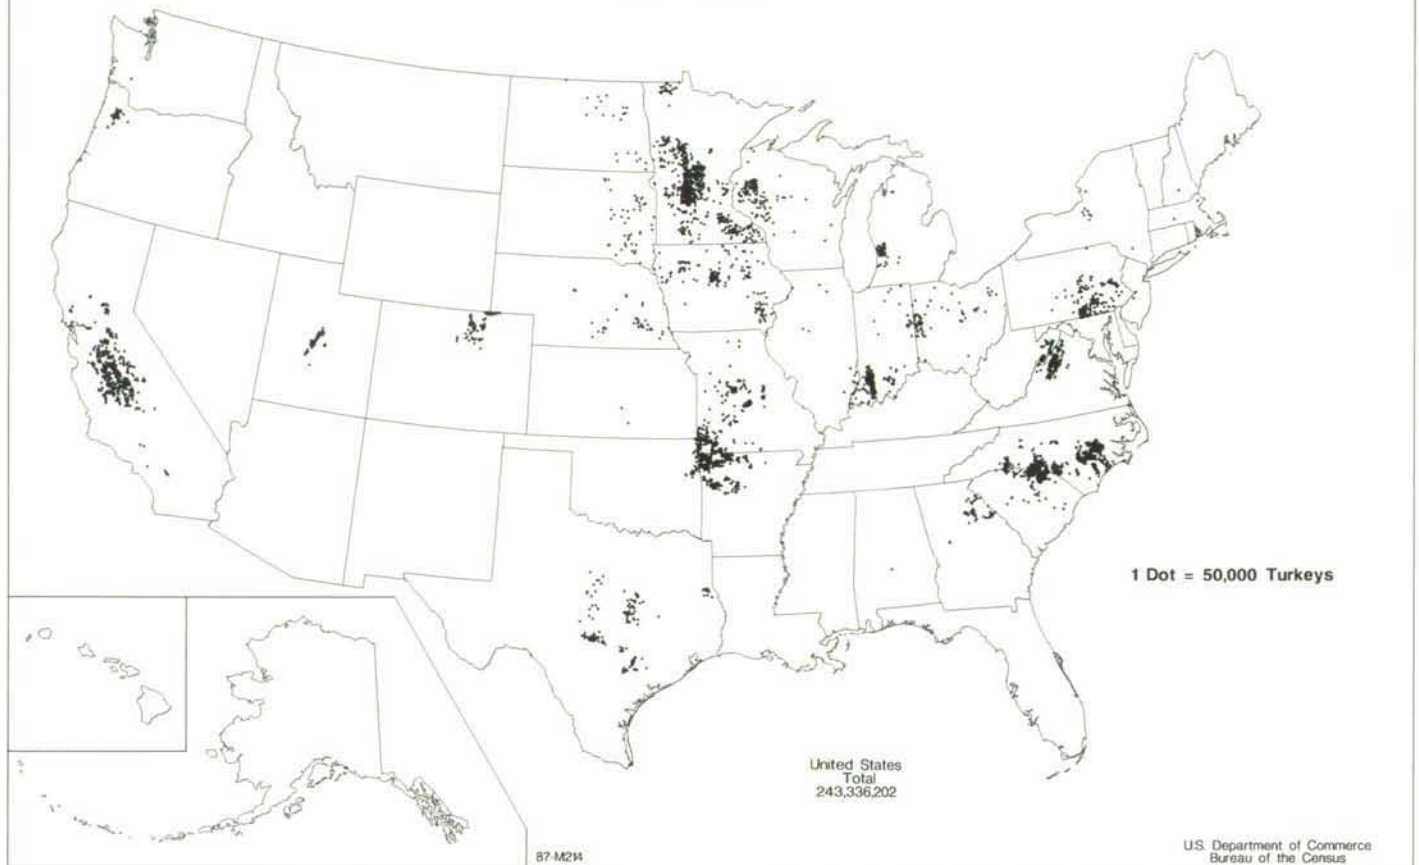 1 Dot = 50,000 Turkeys
United States
Total
243,336,202
87-M214
U.S. Department of Commerce
Bureau of the Census